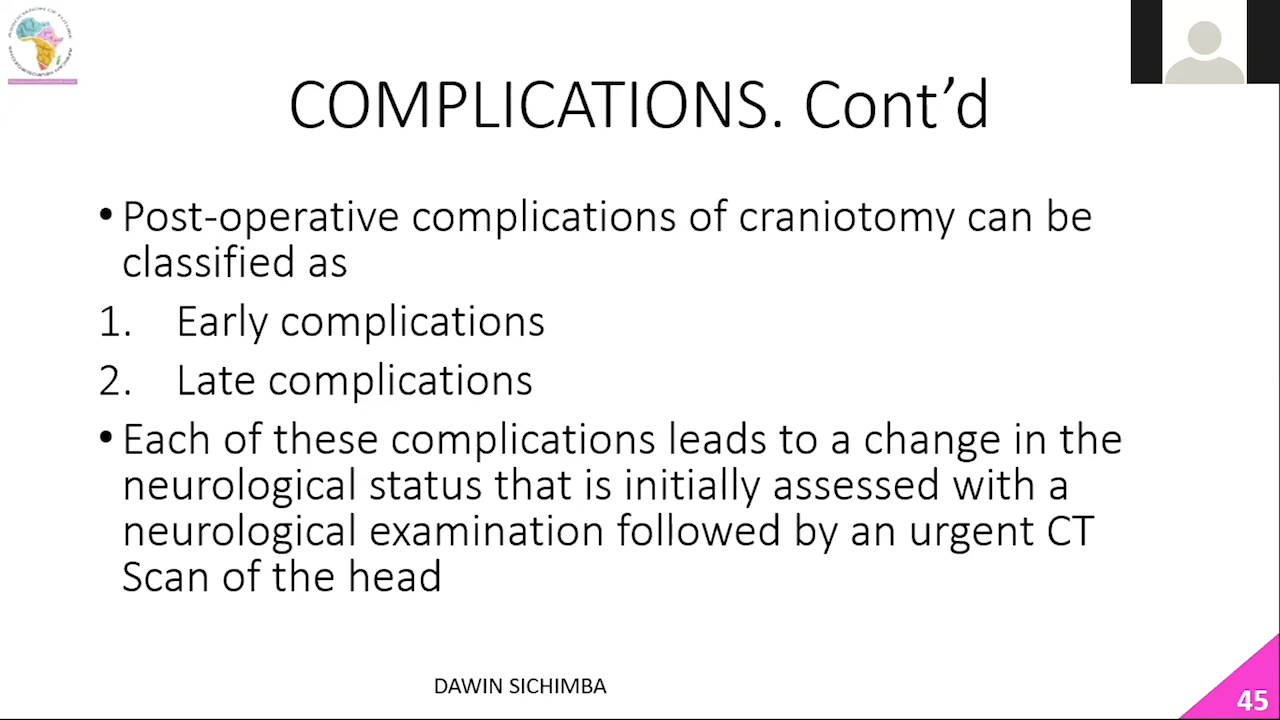 COMPLICATIONS. Cont’d
• Post-operative complications of craniotomy can be
classified as
1. Early complications
2. Late complications
• Each of these complications leads to a change in the
neurological status that is initially assessed with a
neurological examination followed by an urgent CT
Scan of the head
DAWIN SICHIMBA
45